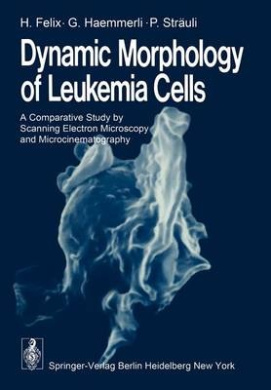 H. Felix · G. Haemmerli · P. Sträuli
Dynamic Morphology
of Leukemia Cells
A Comparative Study by
Scanning Electron Microscopy
and Microcinematography
Springer-Verlag Berlin Heidelberg New York